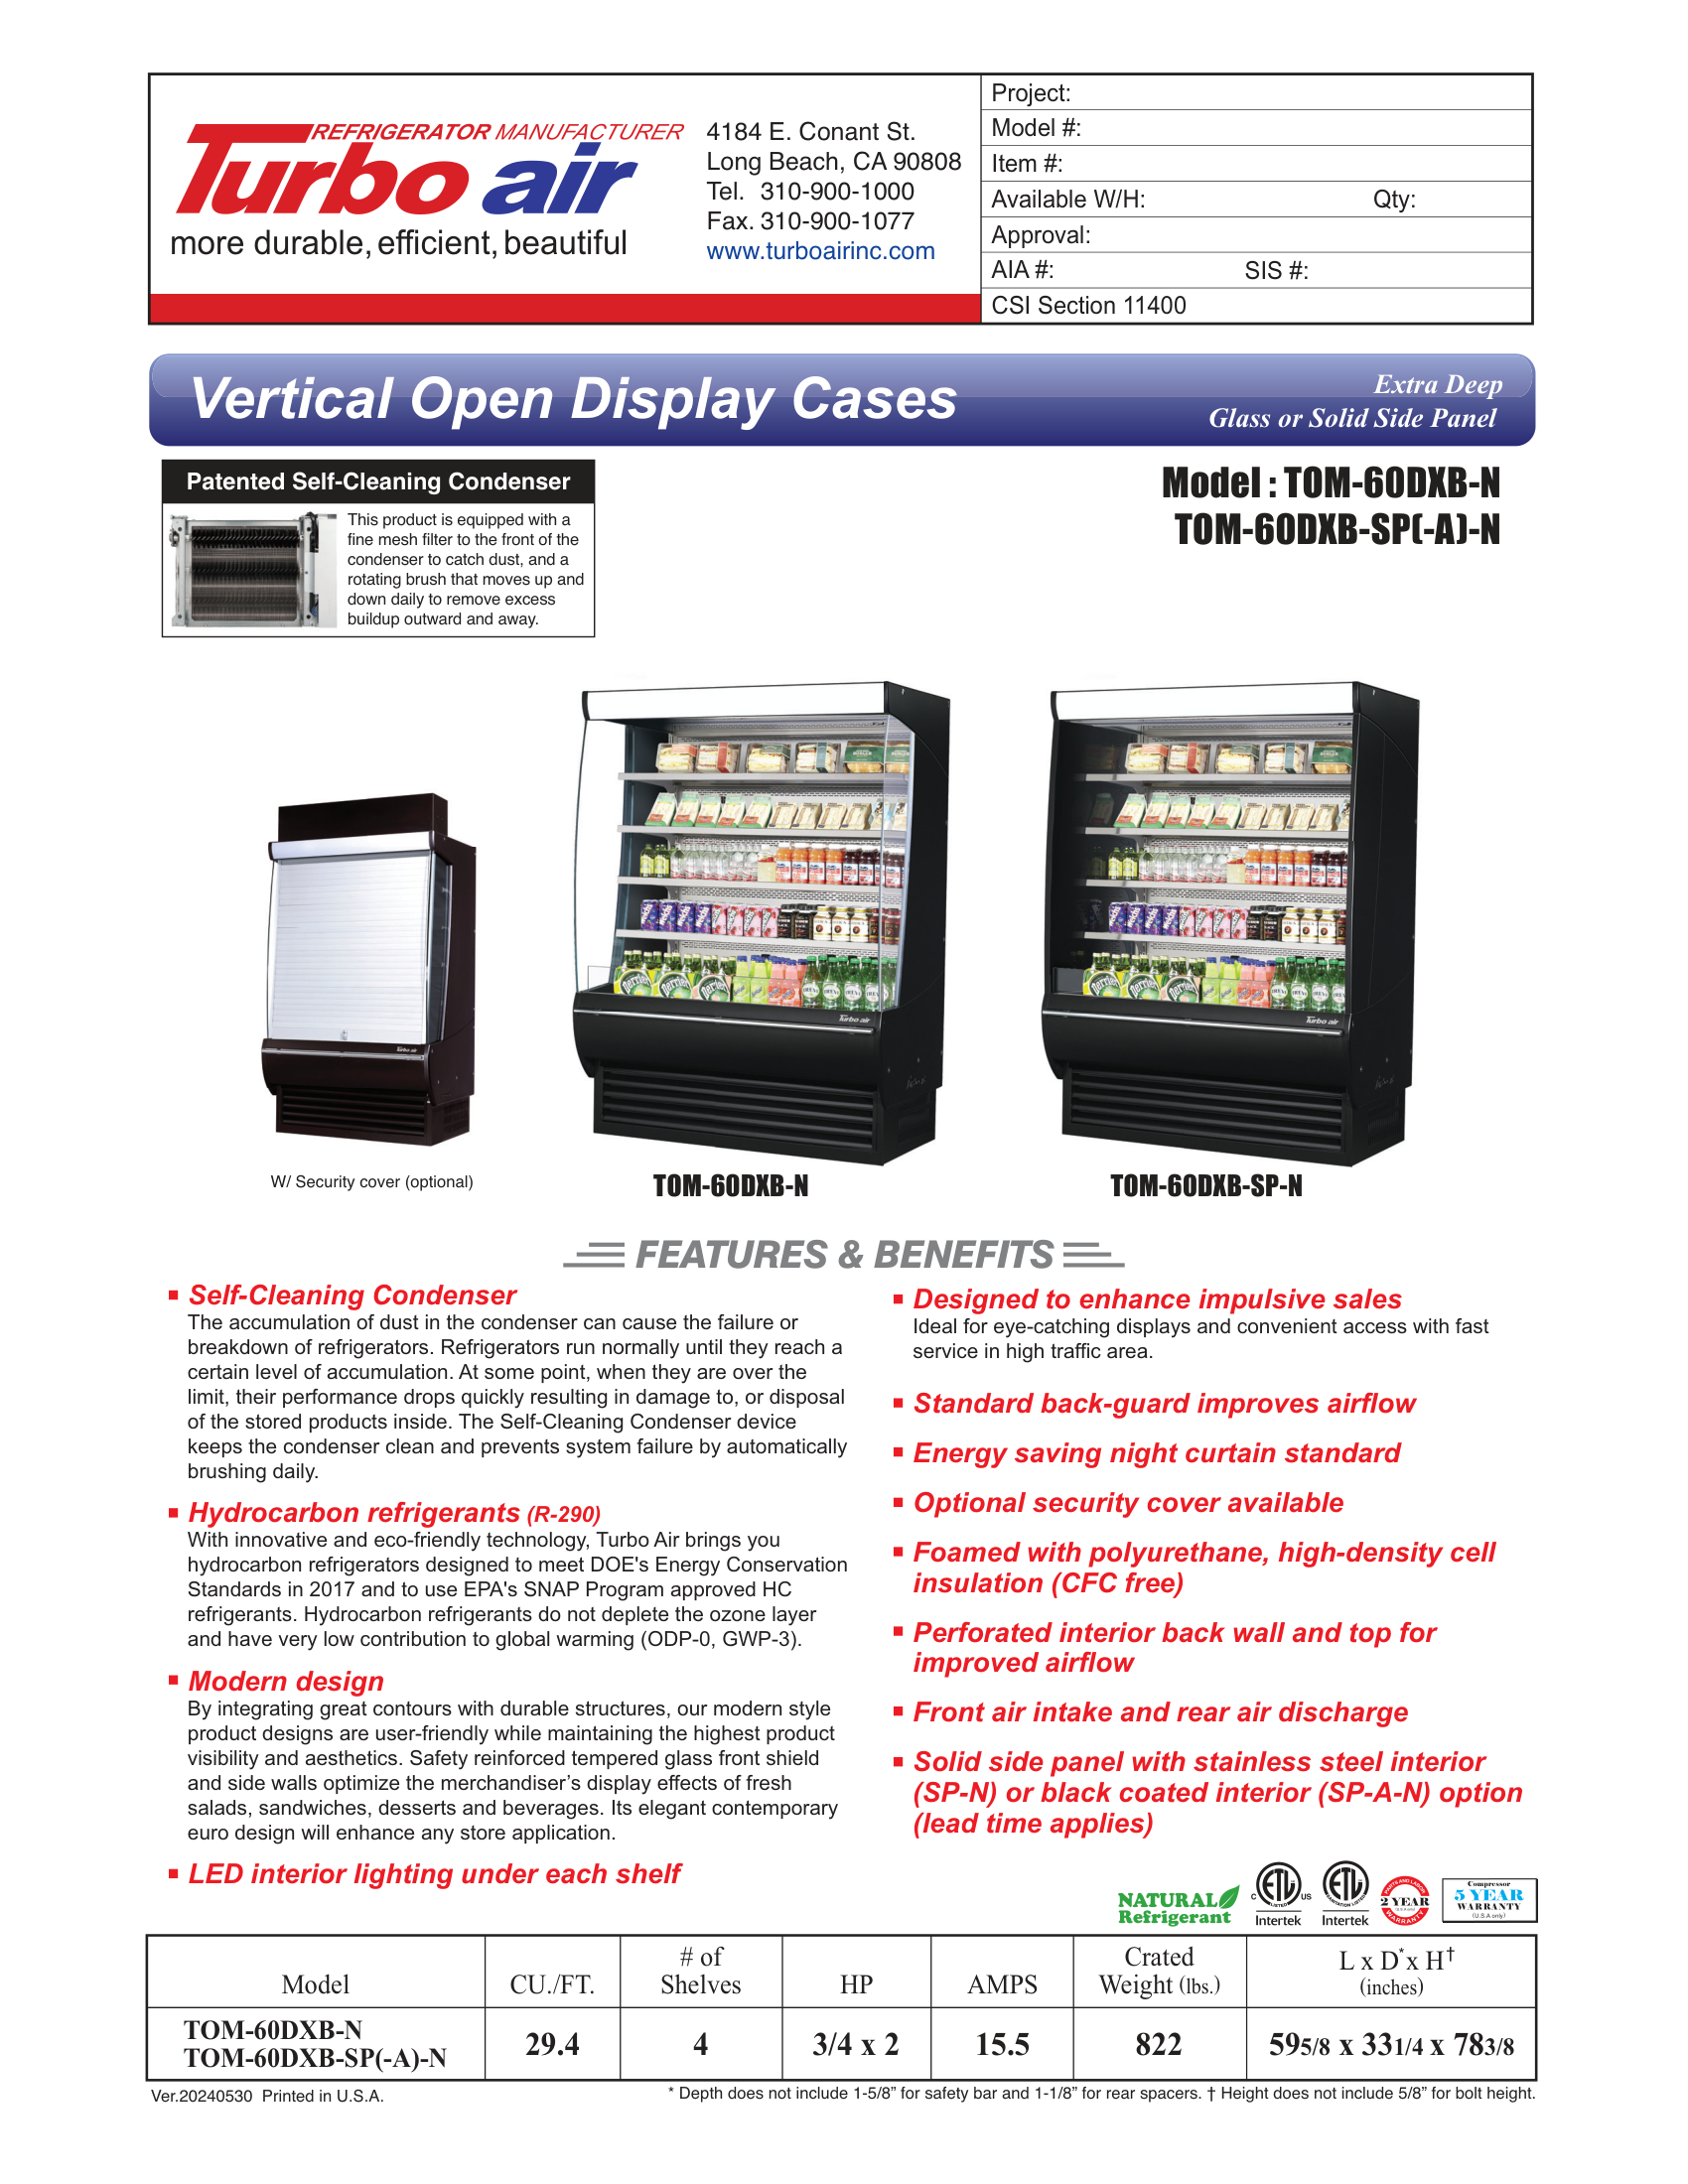 REFRIGERATOR MANUFACTURER
Turbo air
more durable, efficient, beautiful
4184 E. Conant St.
Long Beach, CA 90808
Tel. 310-900-1000
Fax. 310-900-1077
www.turboairinc.com
Project:
Model #:
Item #:
Available W/H: Qty:
Approval:
AIA #: SIS #:
CSI Section 11400
Vertical Open Display Cases
Extra Deep
Glass or Solid Side Panel
Patented Self-Cleaning Condenser
This product is equipped with a
fine mesh filter to the front of the
condenser to catch dust, and a
rotating brush that moves up and
down daily to remove excess
buildup outward and away.
Model : TOM-60DXB-N
TOM-60DXB-SP(-A)-N
Turbo air
Turbo air
Turbo air
W/ Security cover (optional)
TOM-60DXB-N
TOM-60DXB-SP-N
FEATURES & BENEFITS
▪ Self-Cleaning Condenser
The accumulation of dust in the condenser can cause the failure or
breakdown of refrigerators. Refrigerators run normally until they reach a
certain level of accumulation. At some point, when they are over the
limit, their performance drops quickly resulting in damage to, or disposal
of the stored products inside. The Self-Cleaning Condenser device
keeps the condenser clean and prevents system failure by automatically
brushing daily.
▪ Hydrocarbon refrigerants (R-290)
With innovative and eco-friendly technology, Turbo Air brings you
hydrocarbon refrigerators designed to meet DOE's Energy Conservation
Standards in 2017 and to use EPA's SNAP Program approved HC
refrigerants. Hydrocarbon refrigerants do not deplete the ozone layer
and have very low contribution to global warming (ODP-0, GWP-3).
▪ Modern design
By integrating great contours with durable structures, our modern style
product designs are user-friendly while maintaining the highest product
visibility and aesthetics. Safety reinforced tempered glass front shield
and side walls optimize the merchandiser’s display effects of fresh
salads, sandwiches, desserts and beverages. Its elegant contemporary
euro design will enhance any store application.
▪ LED interior lighting under each shelf
▪ Designed to enhance impulsive sales
Ideal for eye-catching displays and convenient access with fast
service in high traffic area.
▪ Standard back-guard improves airflow
▪ Energy saving night curtain standard
▪ Optional security cover available
▪ Foamed with polyurethane, high-density cell
insulation (CFC free)
▪ Perforated interior back wall and top for
improved airflow
▪ Front air intake and rear air discharge
▪ Solid side panel with stainless steel interior
(SP-N) or black coated interior (SP-A-N) option
(lead time applies)
NATURAL
Refrigerant
C ETL US
LISTED
Intertek
ETL
Intertek
PARTS AND LABOR
2 YEAR
WARRANTY
Compressor
5 YEAR
WARRANTY
(U.S.A only)
Model CU./FT. # of Shelves HP AMPS Crated Weight (lbs.) L x D* x H† (inches)
TOM-60DXB-N
TOM-60DXB-SP(-A)-N 29.4 4 3/4 x 2 15.5 822 595/8 x 331/4 x 783/8
Ver.20240530 Printed in U.S.A.
* Depth does not include 1-5/8” for safety bar and 1-1/8” for rear spacers. † Height does not include 5/8” for bolt height.